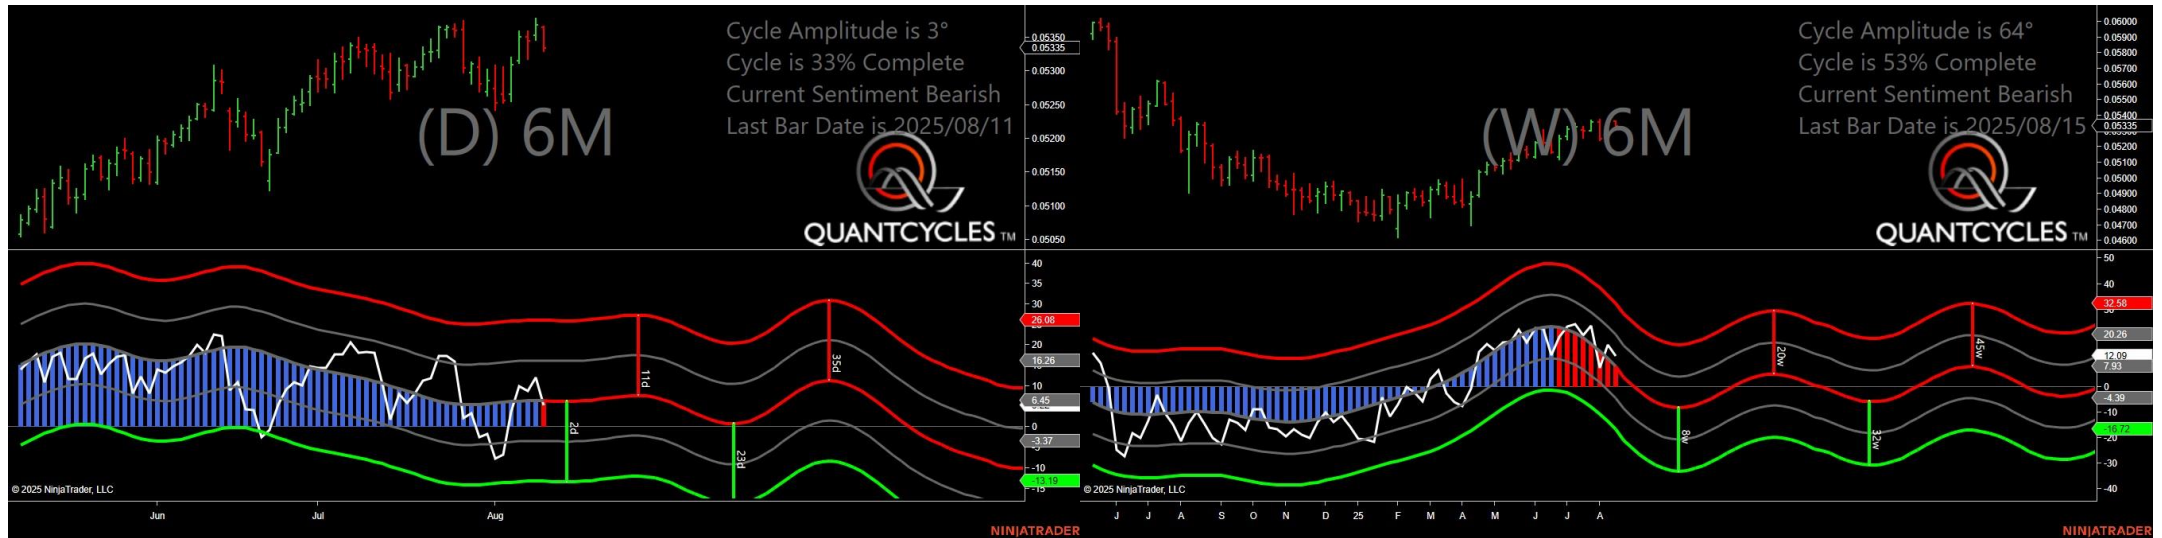 Cycle Amplitude is 3°
Cycle is 33% Complete
Current Sentiment Bearish
Last Bar Date is 2025/08/11
(D) 6M
QUANTCYCLES TM
0.05350
0.05335
0.05300
0.05250
0.05200
0.05150
0.05100
0.05050
40
35
30
26.08
20
16.26
10
6.45
0
-3.37
-10
-13.19
-15
11d
35d
2d
23d
© 2025 NinjaTrader, LLC
Jun
Jul
Aug
NINJATRADER
Cycle Amplitude is 64°
Cycle is 53% Complete
Current Sentiment Bearish
Last Bar Date is 2025/08/15
(W) 6M
QUANTCYCLES TM
0.06000
0.05900
0.05800
0.05700
0.05600
0.05500
0.05400
0.05335
0.05200
0.05100
0.05000
0.04900
0.04800
0.04700
0.04600
50
40
32.58
30
20.26
12.09
7.93
0
-4.39
-10
-16.72
-20
-30
-40
20w
45w
8w
32w
© 2025 NinjaTrader, LLC
J
J
A
S
O
N
D
25
F
M
A
M
J
J
A
NINJATRADER